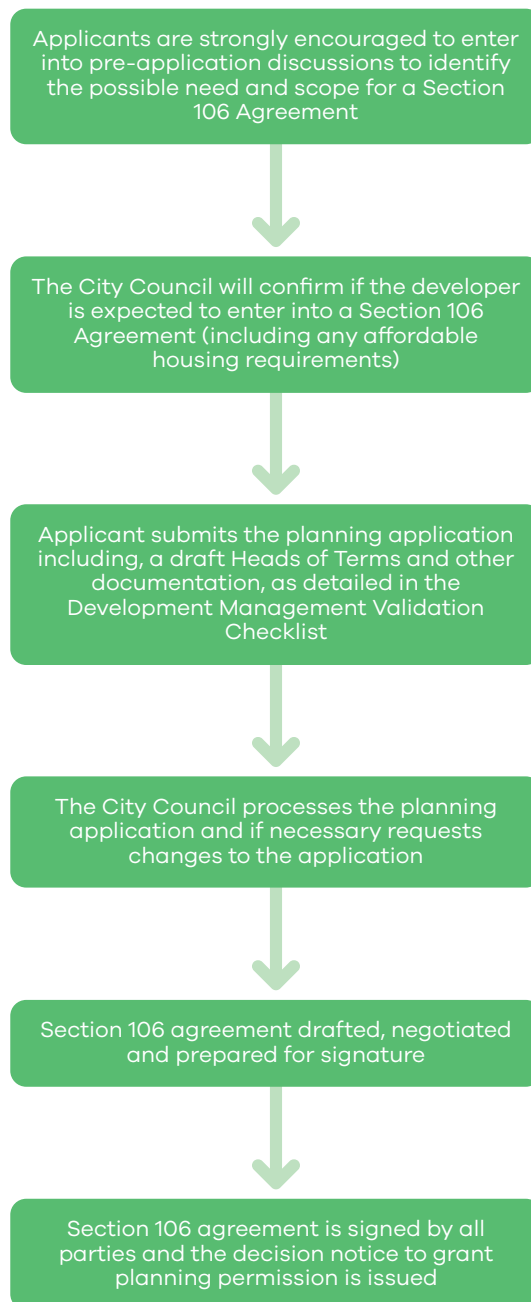 Applicants are strongly encouraged to enter
into pre-application discussions to identify
the possible need and scope for a Section
106 Agreement
The City Council will confirm if the developer
is expected to enter into a Section 106
Agreement (including any affordable
housing requirements)
Applicant submits the planning application
including, a draft Heads of Terms and other
documentation, as detailed in the
Development Management Validation
Checklist
The City Council processes the planning
application and if necessary requests
changes to the application
Section 106 agreement drafted, negotiated
and prepared for signature
Section 106 agreement is signed by all
parties and the decision notice to grant
planning permission is issued